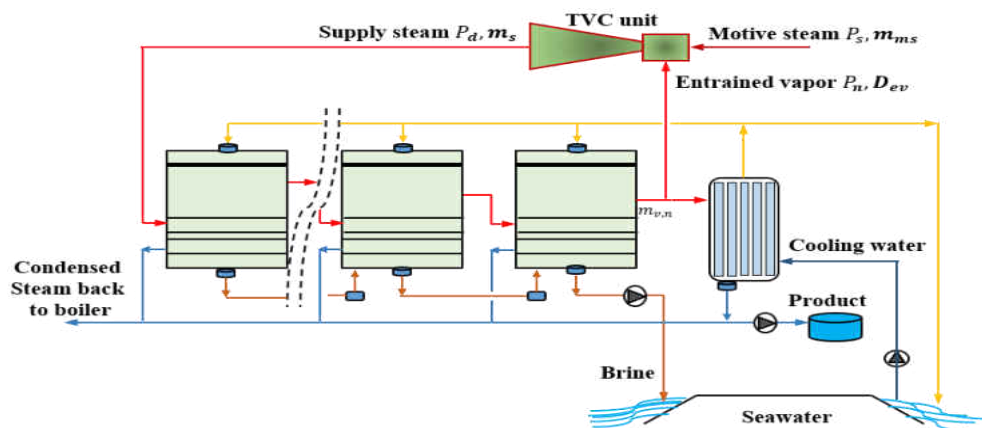 TVC unit
Supply steam P_d, m_s
Motive steam P_s, m_ms
Entrained vapor P_n, D_ev
m_v,n
Cooling water
Condensed
Steam back
to boiler
Product
Brine
Seawater